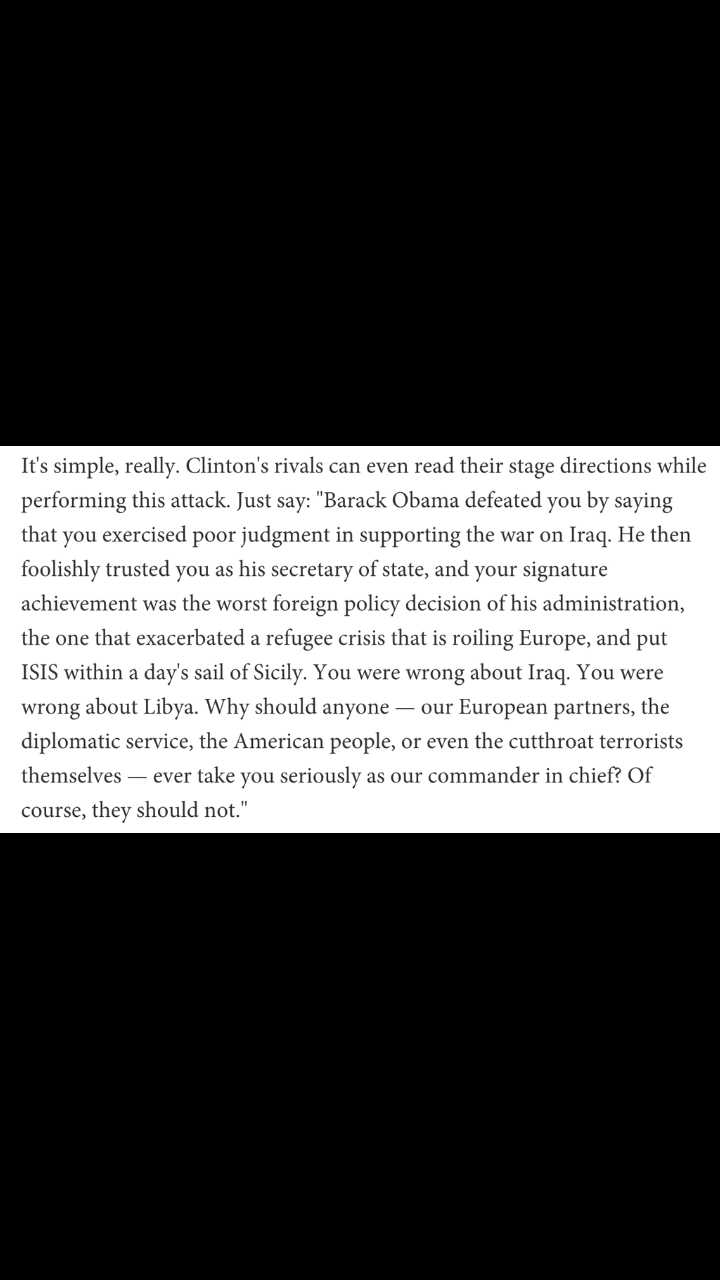 It's simple, really. Clinton's rivals can even read their stage directions while
performing this attack. Just say: "Barack Obama defeated you by saying
that you exercised poor judgment in supporting the war on Iraq. He then
foolishly trusted you as his secretary of state, and your signature
achievement was the worst foreign policy decision of his administration,
the one that exacerbated a refugee crisis that is roiling Europe, and put
ISIS within a day's sail of Sicily. You were wrong about Iraq. You were
wrong about Libya. Why should anyone — our European partners, the
diplomatic service, the American people, or even the cutthroat terrorists
themselves — ever take you seriously as our commander in chief? Of
course, they should not."